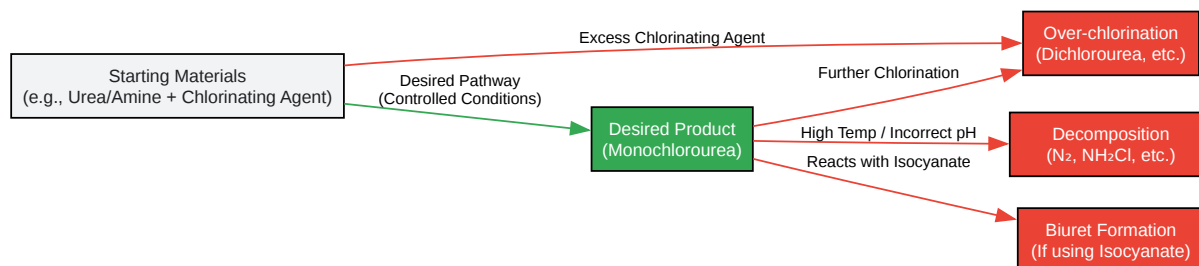 Excess Chlorinating Agent
Over-chlorination
(Dichlorourea, etc.)
Starting Materials
(e.g., Urea/Amine + Chlorinating Agent)
Desired Pathway
(Controlled Conditions)
Further Chlorination
Desired Product
(Monochlorourea)
High Temp / Incorrect pH
Decomposition
(N₂, NH₂Cl, etc.)
Reacts with Isocyanate
Biuret Formation
(If using Isocyanate)